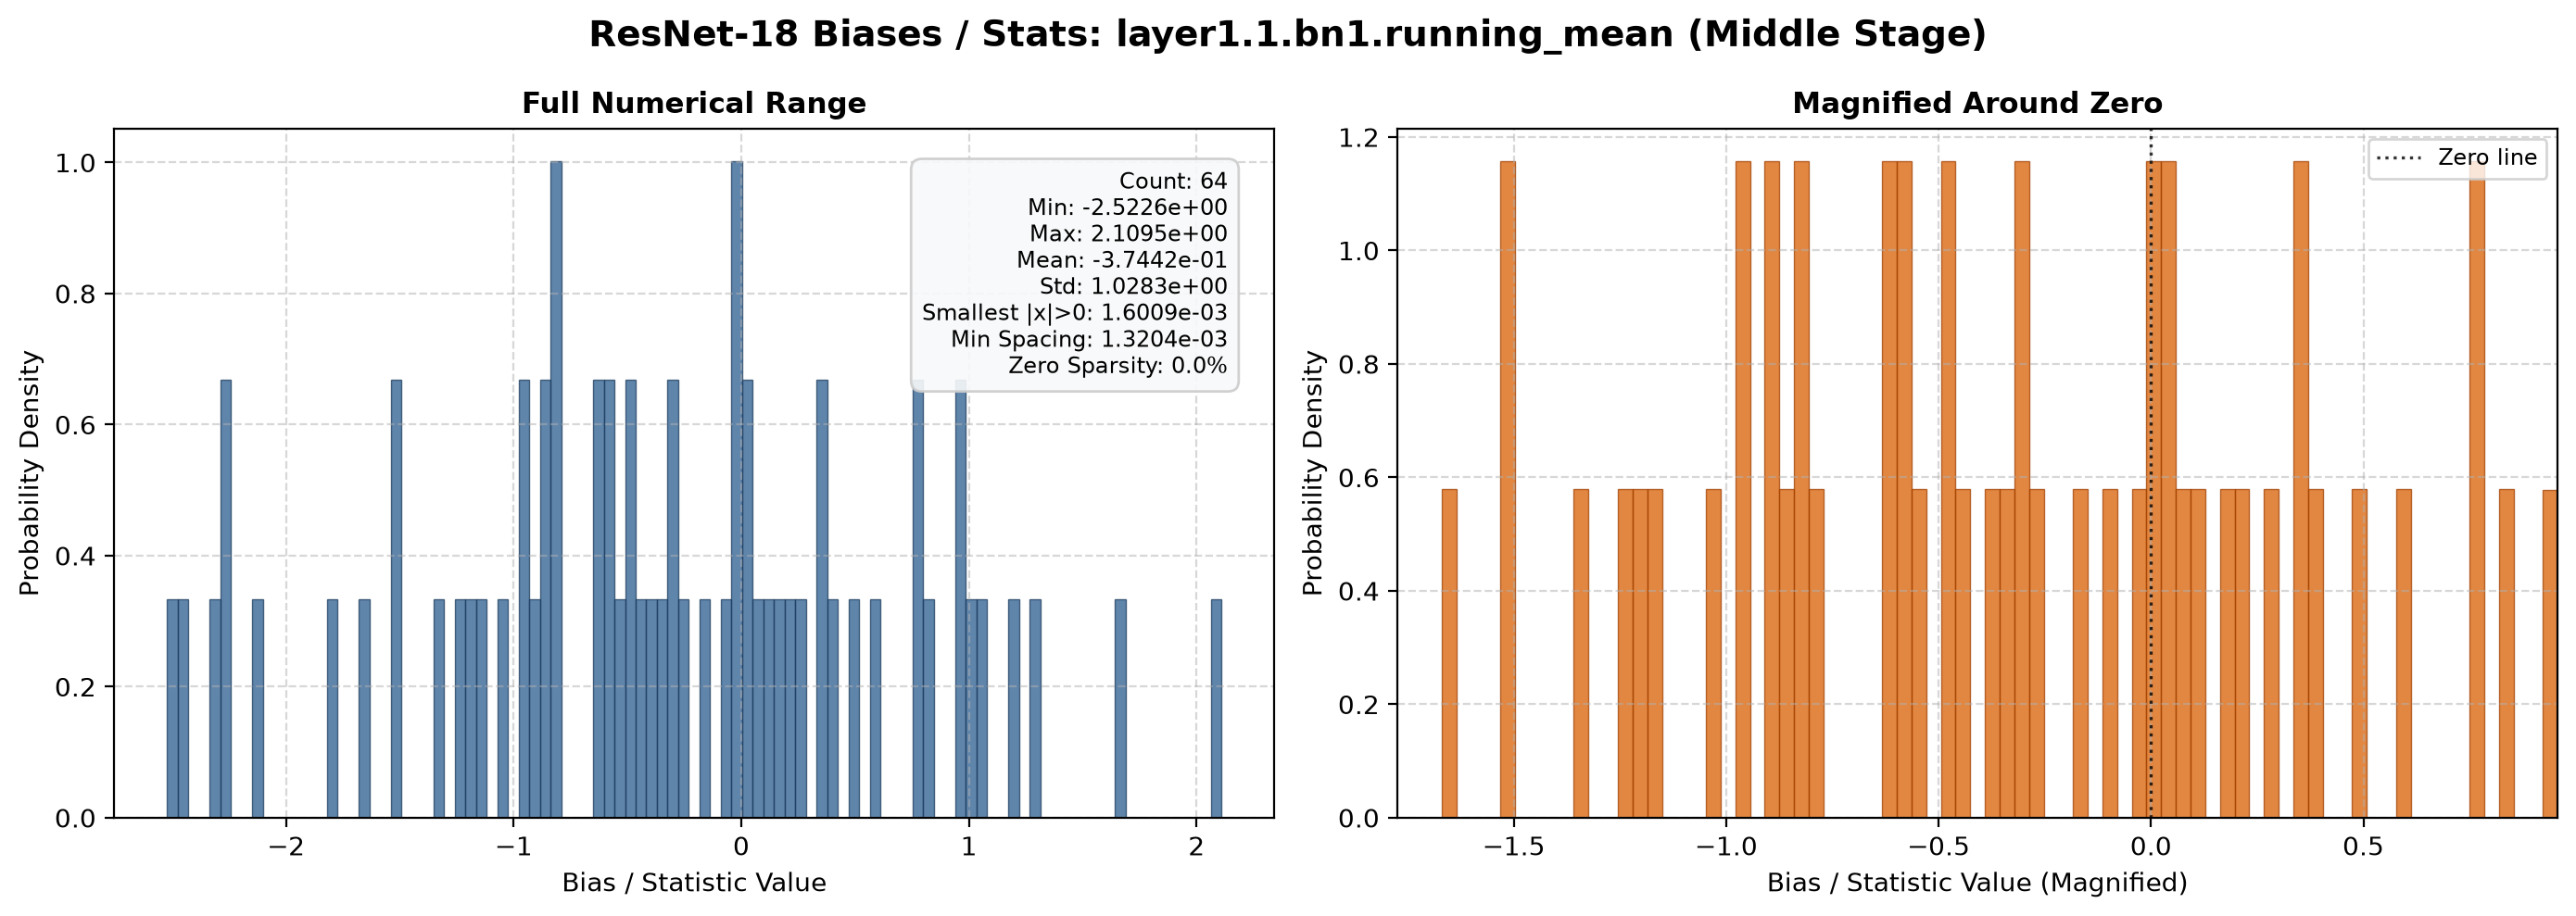 ResNet-18 Biases / Stats: layer1.1.bn1.running_mean (Middle Stage)
Full Numerical Range
Probability Density
1.0
0.8
0.6
0.4
0.2
0.0
Count: 64
Min: -2.5226e+00
Max: 2.1095e+00
Mean: -3.7442e-01
Std: 1.0283e+00
Smallest |x|>0: 1.6009e-03
Min Spacing: 1.3204e-03
Zero Sparsity: 0.0%
−2 −1 0 1 2
Bias / Statistic Value
Magnified Around Zero
Probability Density
1.2
1.0
0.8
0.6
0.4
0.2
0.0
Zero line
−1.5 −1.0 −0.5 0.0 0.5
Bias / Statistic Value (Magnified)